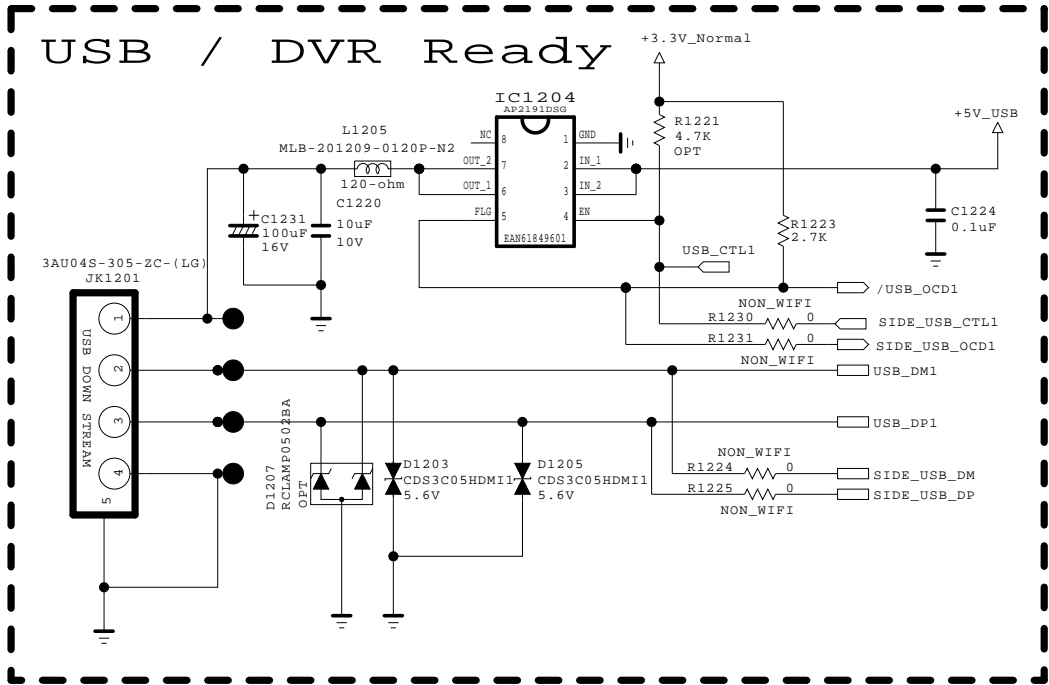 USB / DVR Ready
+3.3V_Normal
IC1204
AP2191DSG
+5V_USB
L1205
MLB-201209-0120P-N2
120-ohm
NC
8
1
GND
OUT_2
7
2
IN_1
OUT_1
6
3
IN_2
FLG
5
4
EN
EAN61849601
R1221
4.7K
OPT
R1223
2.7K
C1231
100uF
16V
C1220
10uF
10V
C1224
0.1uF
USB_CTL1
/USB_OCD1
NON_WIFI
R1230
0
SIDE_USB_CTL1
R1231
0
SIDE_USB_OCD1
NON_WIFI
3AU04S-305-ZC-(LG)
JK1201
USB DOWN STREAM
1
2
3
4
5
USB_DM1
USB_DP1
D1207
RCLAMP0502BA
OPT
D1203
CDS3C05HDMI1
5.6V
D1205
CDS3C05HDMI1
5.6V
NON_WIFI
R1224
0
SIDE_USB_DM
R1225
0
SIDE_USB_DP
NON_WIFI